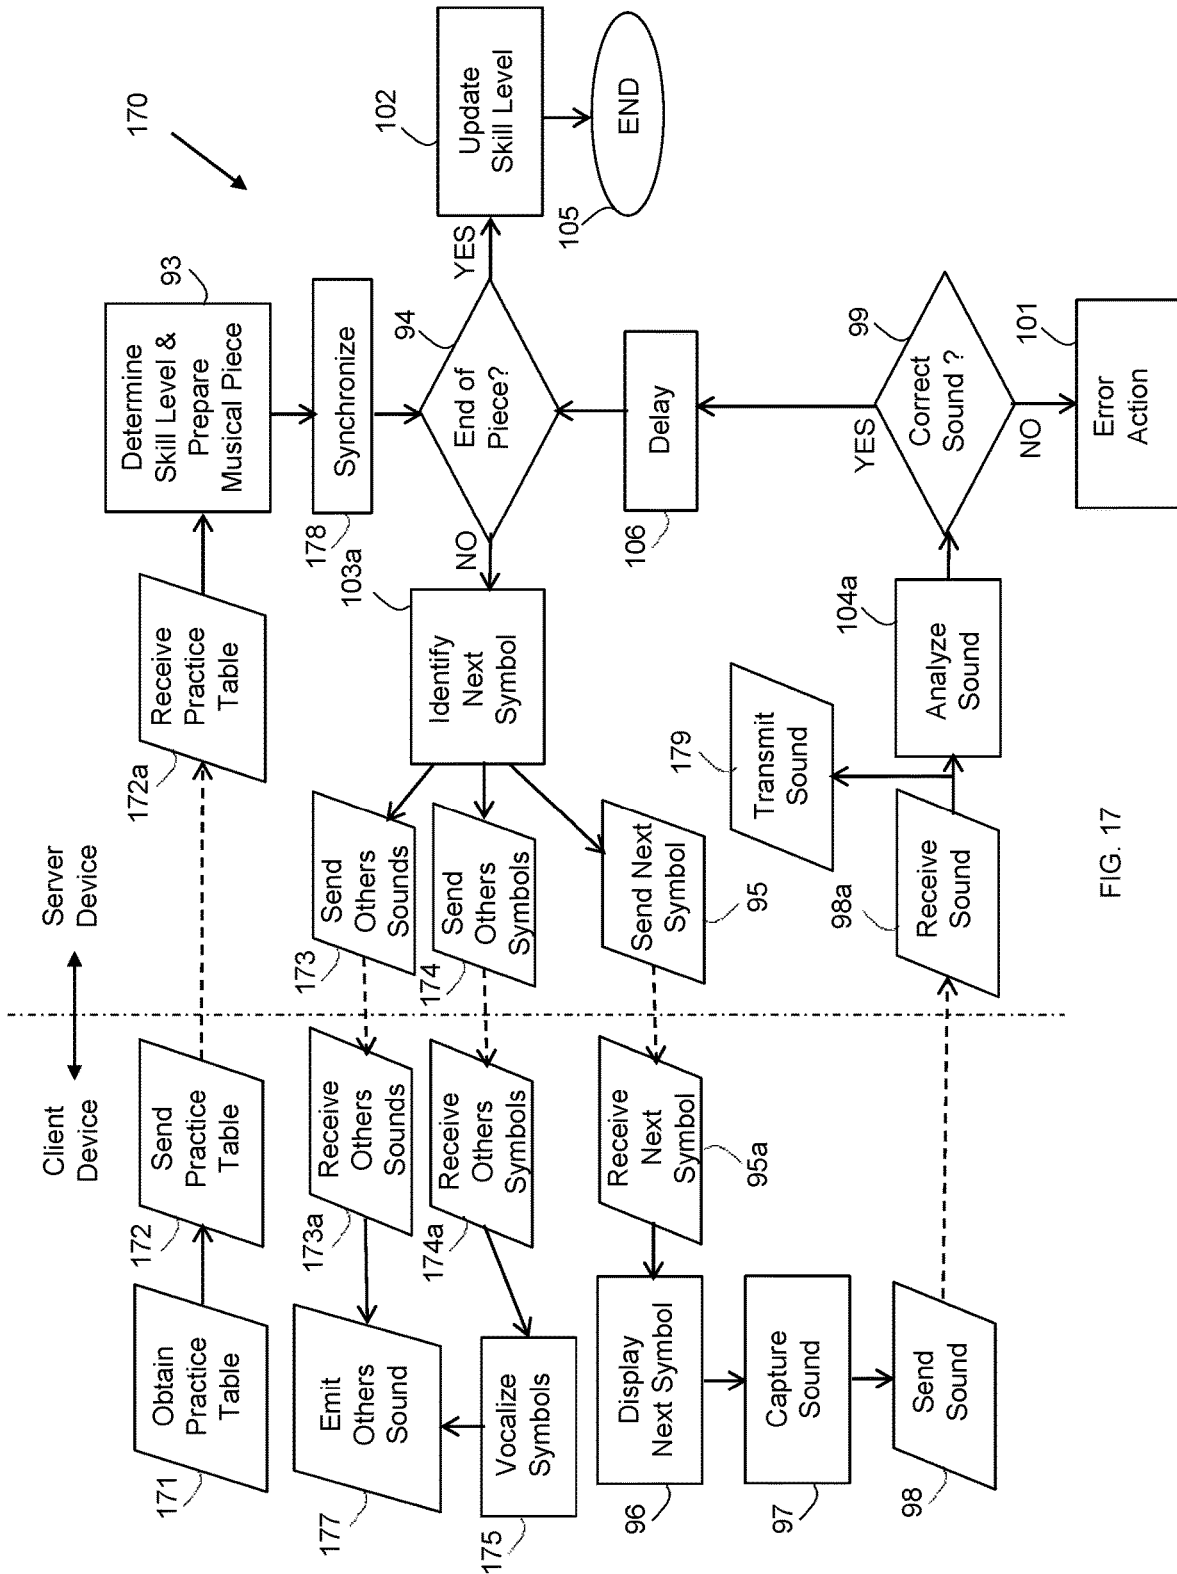 170
Client
Device
Server
Device
171
Obtain
Practice
Table
172
Send
Practice
Table
172a
Receive
Practice
Table
93
Determine
Skill Level &
Prepare
Musical Piece
177
Emit
Others
Sound
173a
Receive
Others
Sounds
173
Send
Others
Sounds
178
Synchronize
175
Vocalize
Symbols
174a
Receive
Others
Symbols
174
Send
Others
Symbols
103a
Identify
Next
Symbol
NO
94
End of
Piece?
YES
102
Update
Skill Level
105
END
96
Display
Next Symbol
95a
Receive
Next
Symbol
95
Send Next
Symbol
106
Delay
97
Capture
Sound
179
Transmit
Sound
98
Send
Sound
98a
Receive
Sound
104a
Analyze
Sound
YES
99
Correct
Sound ?
NO
101
Error
Action
FIG. 17